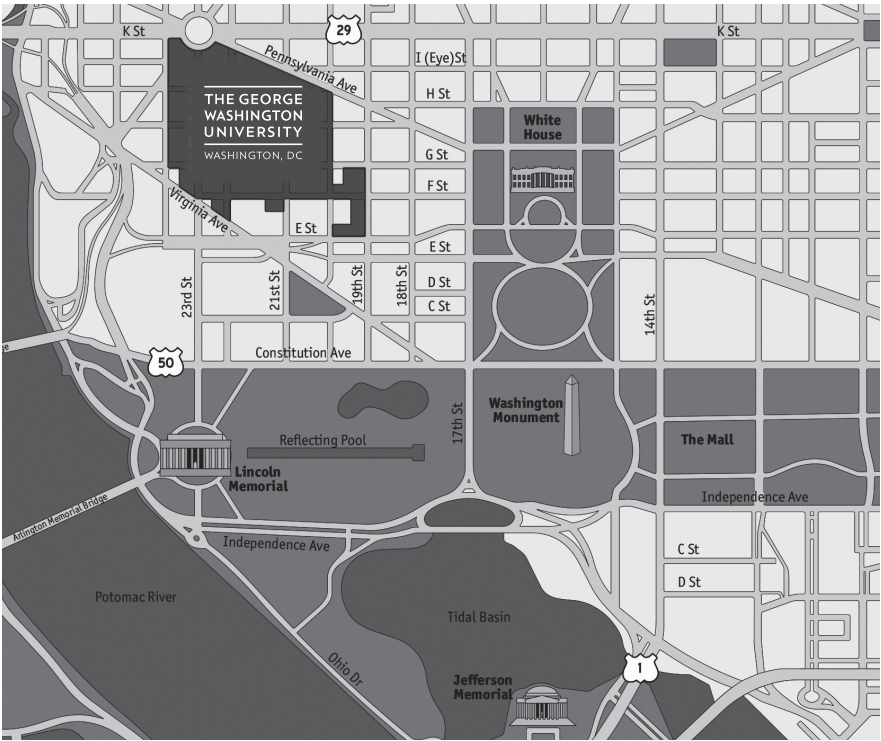 K St
29
K St
Pennsylvania Ave
I (Eye)St
THE GEORGE
WASHINGTON
UNIVERSITY
WASHINGTON, DC
H St
White
House
G St
F St
Virginia Ave
E St
E St
23rd St
21st St
19th St
18th St
D St
C St
14th St
50
Constitution Ave
17th St
Washington
Monument
Reflecting Pool
The Mall
Lincoln
Memorial
Arlington Memorial Bridge
Independence Ave
Independence Ave
C St
D St
Potomac River
Tidal Basin
Ohio Dr
1
Jefferson
Memorial